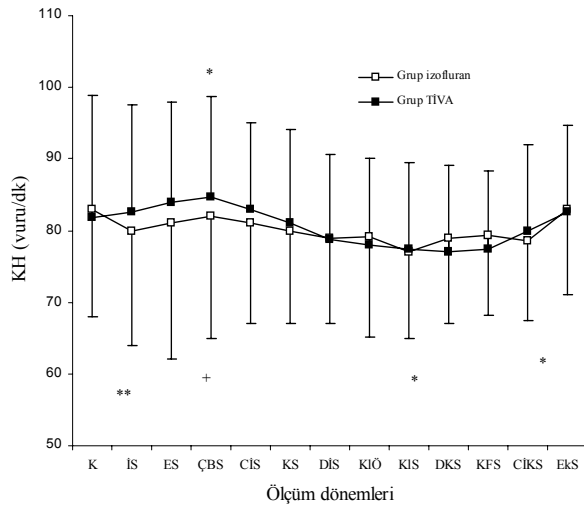 110
100
90
80
70
60
50
KH (vuru/dk)
*
Grup izofluran
Grup TİVA
**
+
*
*
K İS ES ÇBS CİS KS DİS KIÖ KIS DKS KFS CİKS EkS
Ölçüm dönemleri